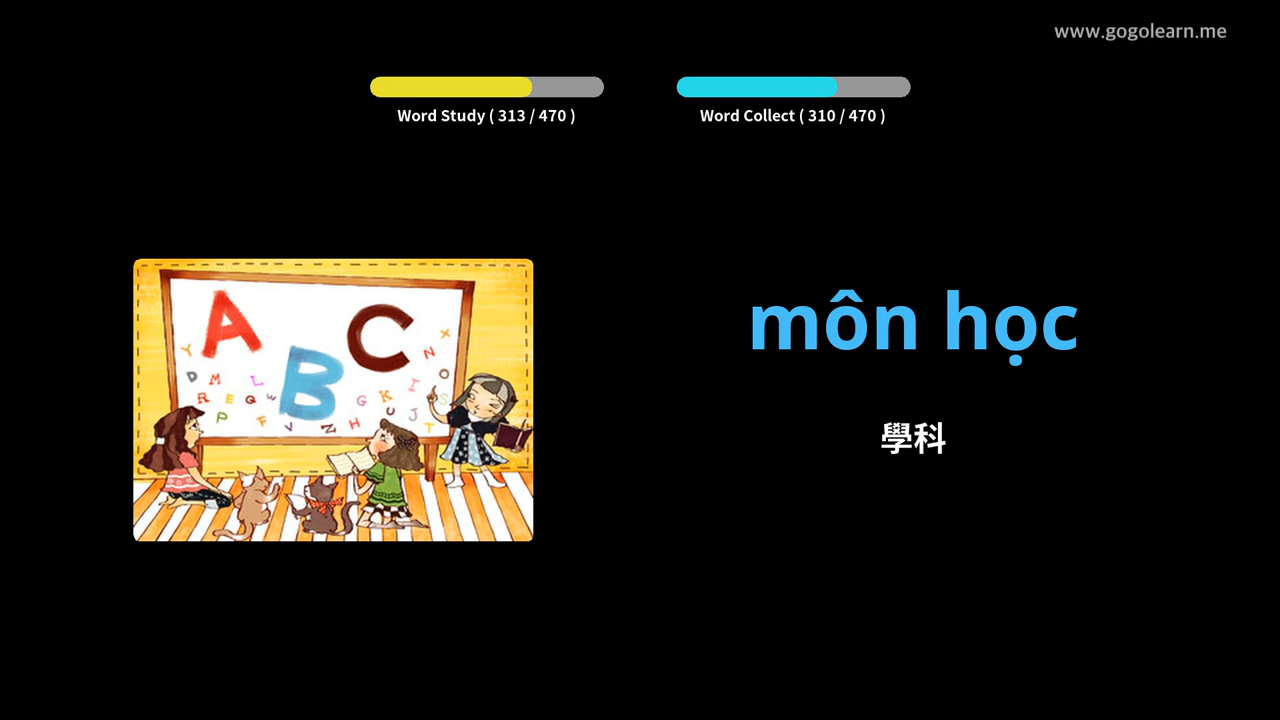 www.gogolearn.me
Word Study ( 313 / 470 )
Word Collect ( 310 / 470 )
A
B
C
Y
X
N
D M L O
R E Q W G K I S
P F V Z H U J T
môn học
學科